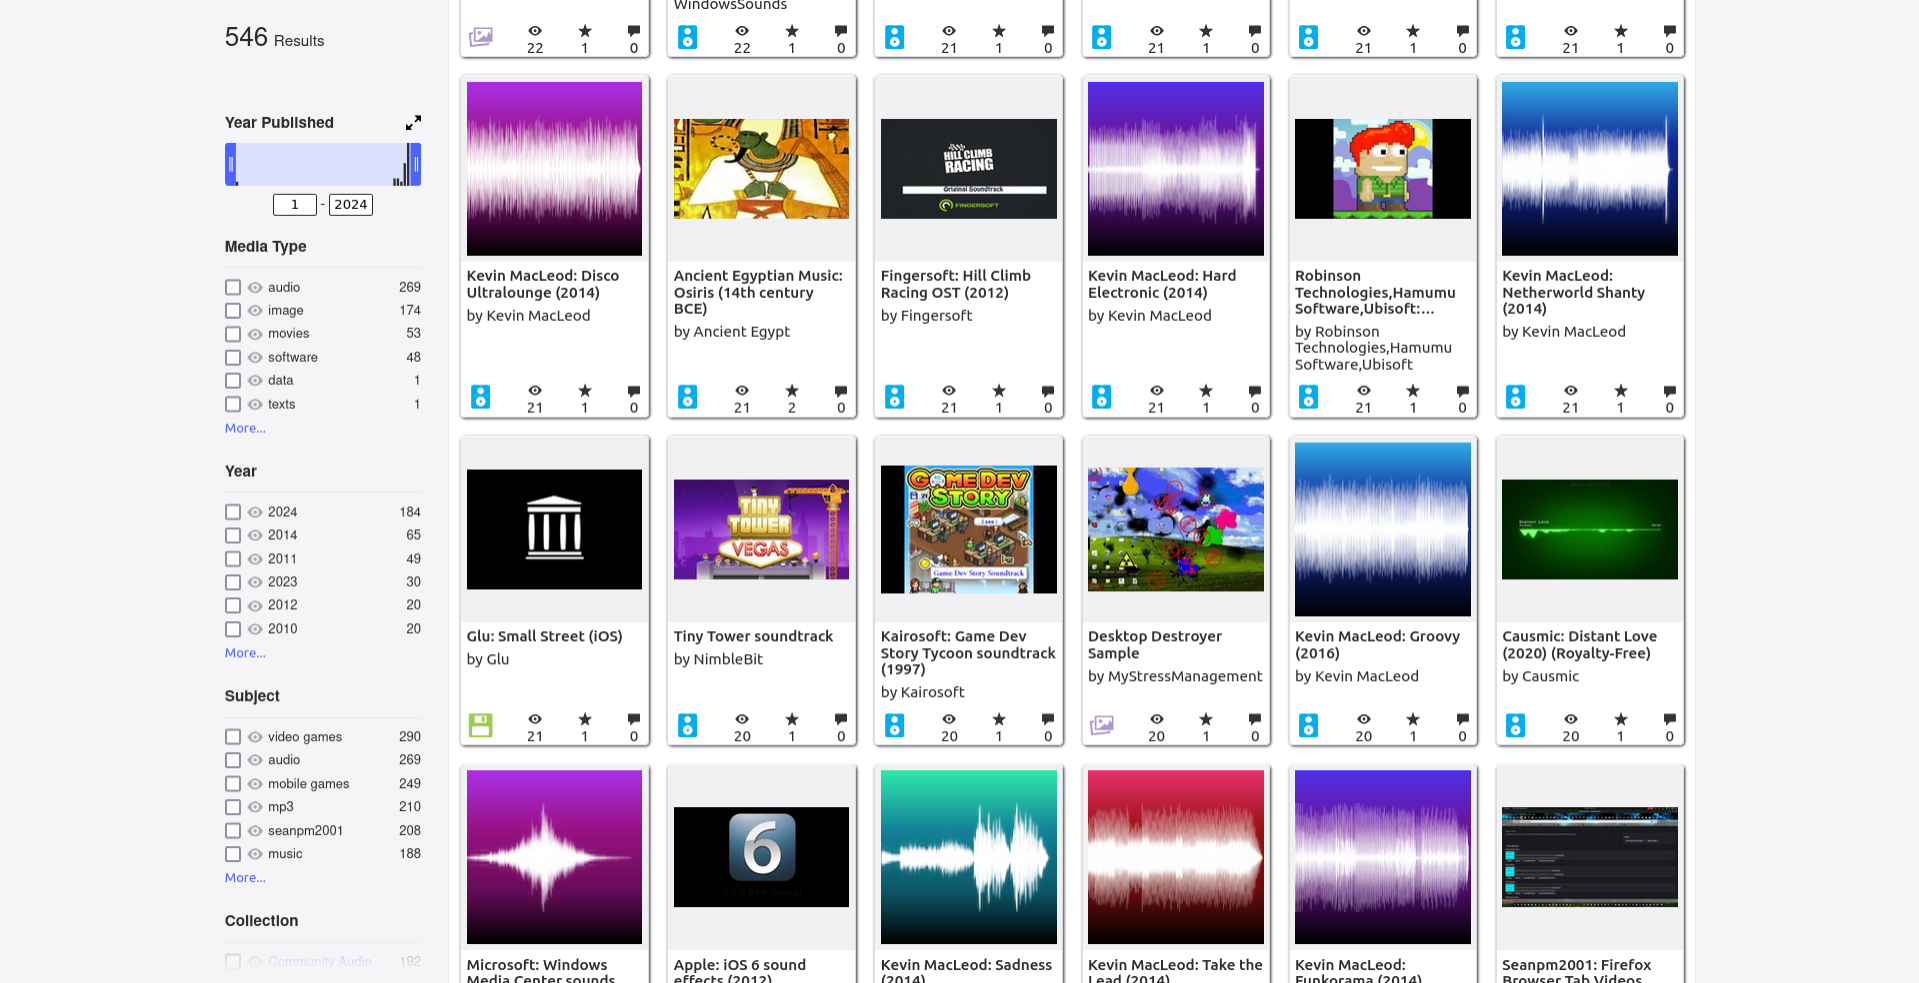 546 Results
Year Published
1 - 2024
Media Type
audio 269
image 174
movies 53
software 48
data 1
texts 1
More...
Year
2024 184
2014 65
2011 49
2023 30
2012 20
2010 20
More...
Subject
video games 290
audio 269
mobile games 249
mp3 210
seanpm2001 208
music 188
More...
Collection
Community Audio 192
WindowsSounds
22 1 0
22 1 0
21 1 0
21 1 0
21 1 0
21 1 0
Kevin MacLeod: Disco
Ultralounge (2014)
by Kevin MacLeod
21 1 0
Ancient Egyptian Music:
Osiris (14th century
BCE)
by Ancient Egypt
21 2 0
HILL CLIMB
RACING
Original Soundtrack
FINGERSOFT
Fingersoft: Hill Climb
Racing OST (2012)
by Fingersoft
21 1 0
Kevin MacLeod: Hard
Electronic (2014)
by Kevin MacLeod
21 1 0
Robinson
Technologies,Hamumu
Software,Ubisoft:...
by Robinson
Technologies,Hamumu
Software,Ubisoft
21 1 0
Kevin MacLeod:
Netherworld Shanty
(2014)
by Kevin MacLeod
21 1 0
Glu: Small Street (iOS)
by Glu
21 1 0
TINY
TOWER
VEGAS
Tiny Tower soundtrack
by NimbleBit
20 1 0
GAME DEV
STORY
Game Dev Story Soundtrack
Kairosoft: Game Dev
Story Tycoon soundtrack
(1997)
by Kairosoft
20 1 0
Desktop Destroyer
Sample
by MyStressManagement
20 1 0
Kevin MacLeod: Groovy
(2016)
by Kevin MacLeod
20 1 0
Distant Love
Causmic: Distant Love
(2020) (Royalty-Free)
by Causmic
20 1 0
Microsoft: Windows
Media Center sounds
6
iOS 6 RAW Sounds
Apple: iOS 6 sound
effects (2012)
Kevin MacLeod: Sadness
(2014)
Kevin MacLeod: Take the
Lead (2014)
Kevin MacLeod:
Funkorama (2014)
Seanpm2001: Firefox
Browser Tab Videos